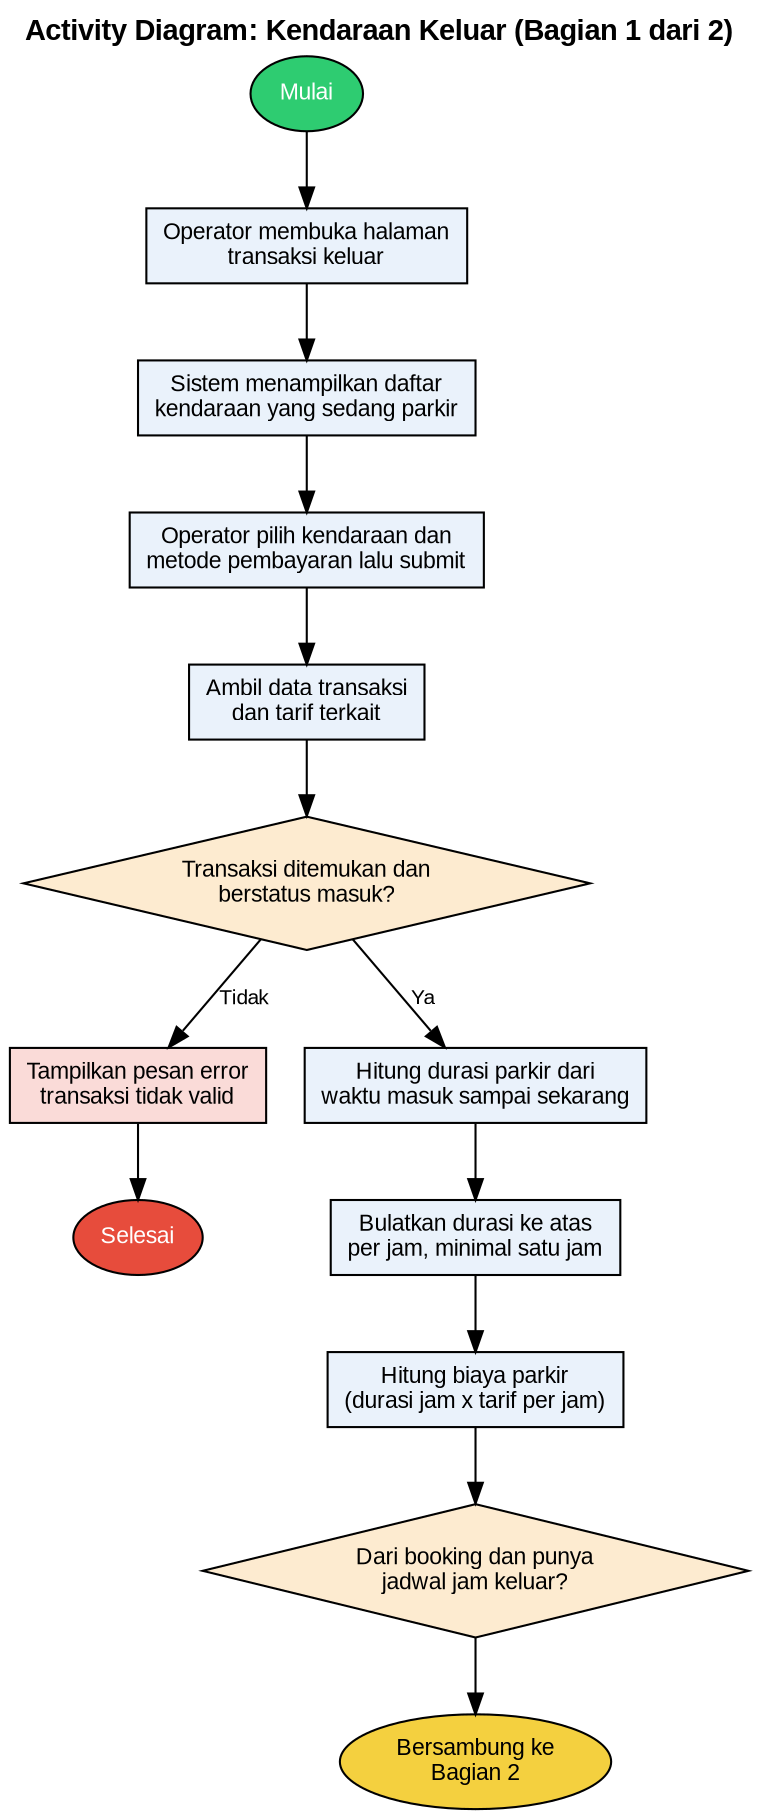 Activity Diagram: Kendaraan Keluar (Bagian 1 dari 2)
Mulai
Operator membuka halaman
transaksi keluar
Sistem menampilkan daftar
kendaraan yang sedang parkir
Operator pilih kendaraan dan
metode pembayaran lalu submit
Ambil data transaksi
dan tarif terkait
Transaksi ditemukan dan
berstatus masuk?
Tidak
Ya
Tampilkan pesan error
transaksi tidak valid
Hitung durasi parkir dari
waktu masuk sampai sekarang
Selesai
Bulatkan durasi ke atas
per jam, minimal satu jam
Hitung biaya parkir
(durasi jam x tarif per jam)
Dari booking dan punya
jadwal jam keluar?
Bersambung ke
Bagian 2